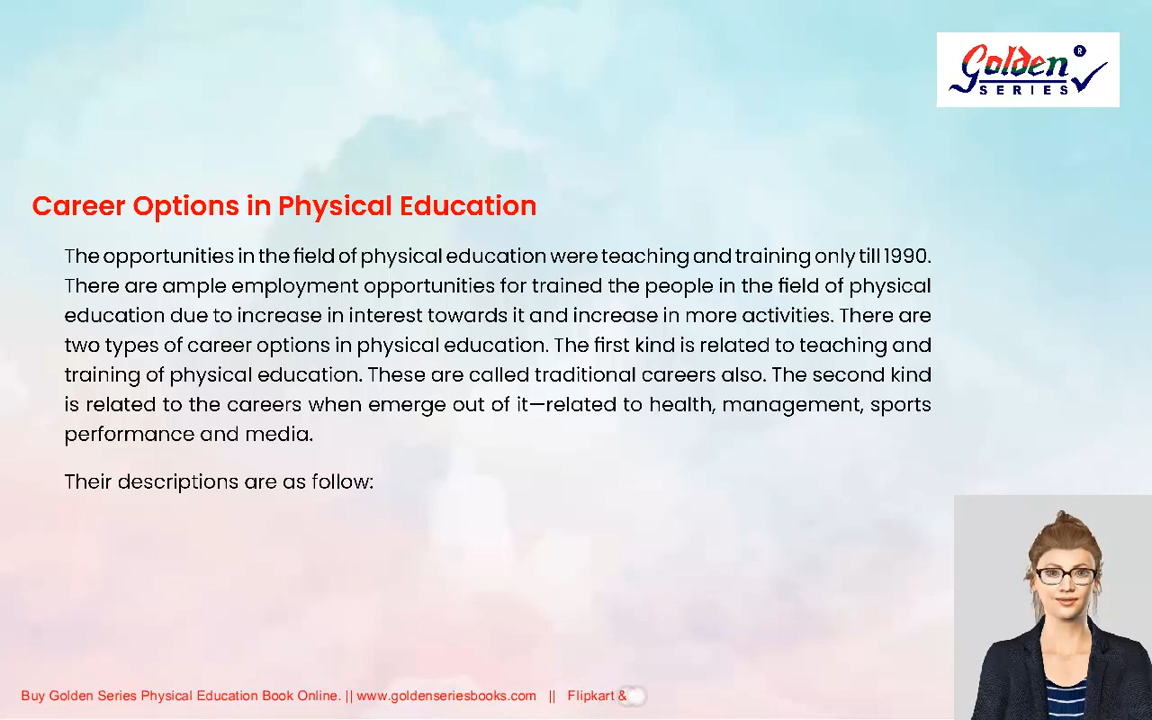 Golden®
SERIES
Career Options in Physical Education
The opportunities in the field of physical education were teaching and training only till 1990.
There are ample employment opportunities for trained the people in the field of physical
education due to increase in interest towards it and increase in more activities. There are
two types of career options in physical education. The first kind is related to teaching and
training of physical education. These are called traditional careers also. The second kind
is related to the careers when emerge out of it—related to health, management, sports
performance and media.
Their descriptions are as follow:
Buy Golden Series Physical Education Book Online. || www.goldenseriesbooks.com || Flipkart &